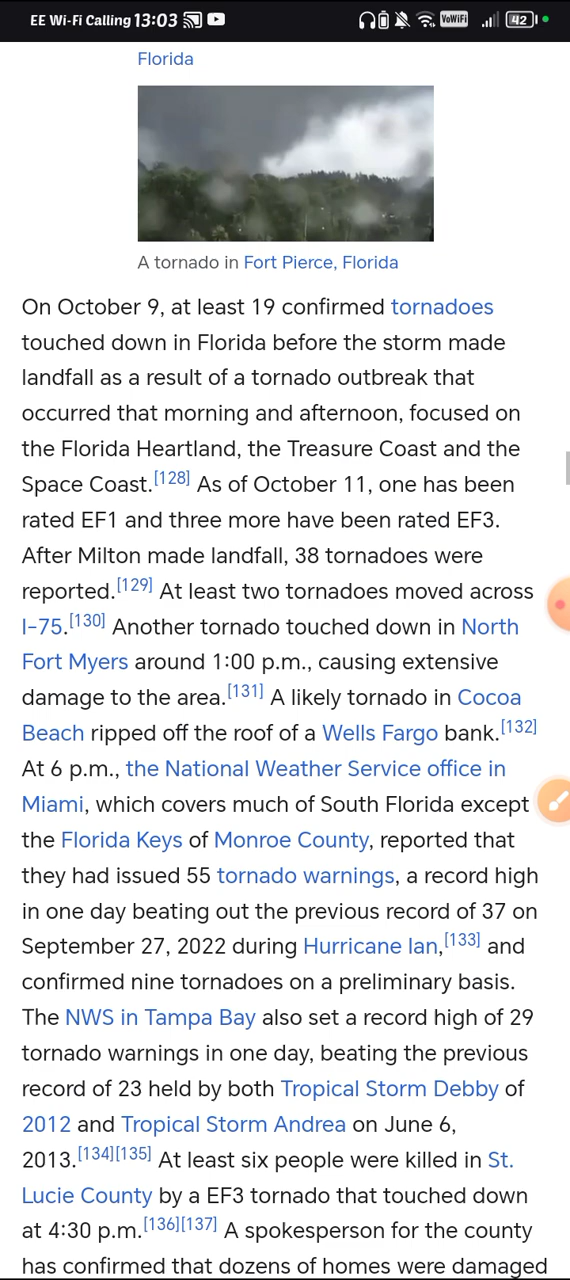 EE Wi-Fi Calling 13:03 VoWiFi 42
Florida
A tornado in Fort Pierce, Florida
On October 9, at least 19 confirmed tornadoes
touched down in Florida before the storm made
landfall as a result of a tornado outbreak that
occurred that morning and afternoon, focused on
the Florida Heartland, the Treasure Coast and the
Space Coast.[128] As of October 11, one has been
rated EF1 and three more have been rated EF3.
After Milton made landfall, 38 tornadoes were
reported.[129] At least two tornadoes moved across
I-75.[130] Another tornado touched down in North
Fort Myers around 1:00 p.m., causing extensive
damage to the area.[131] A likely tornado in Cocoa
Beach ripped off the roof of a Wells Fargo bank.[132]
At 6 p.m., the National Weather Service office in
Miami, which covers much of South Florida except
the Florida Keys of Monroe County, reported that
they had issued 55 tornado warnings, a record high
in one day beating out the previous record of 37 on
September 27, 2022 during Hurricane Ian,[133] and
confirmed nine tornadoes on a preliminary basis.
The NWS in Tampa Bay also set a record high of 29
tornado warnings in one day, beating the previous
record of 23 held by both Tropical Storm Debby of
2012 and Tropical Storm Andrea on June 6,
2013.[134][135] At least six people were killed in St.
Lucie County by a EF3 tornado that touched down
at 4:30 p.m.[136][137] A spokesperson for the county
has confirmed that dozens of homes were damaged